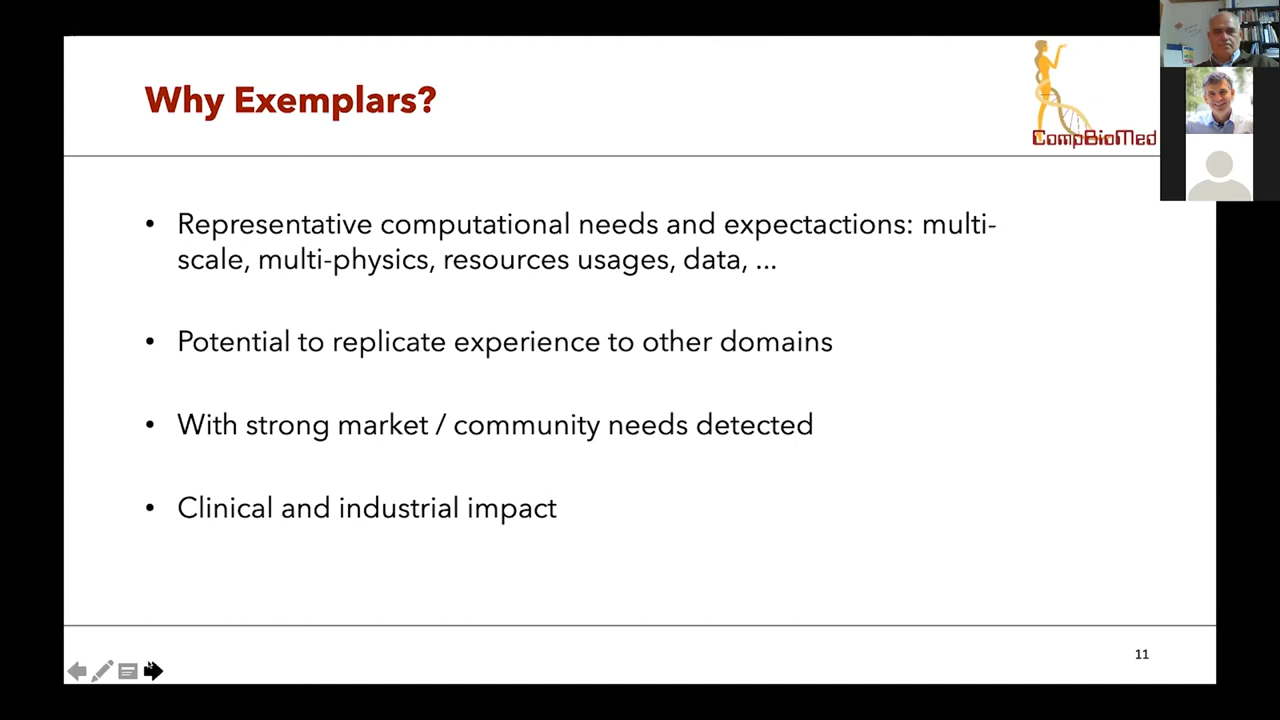 Why Exemplars?
CompBioMed
• Representative computational needs and expectactions: multi-
scale, multi-physics, resources usages, data, ...
• Potential to replicate experience to other domains
• With strong market / community needs detected
• Clinical and industrial impact
11